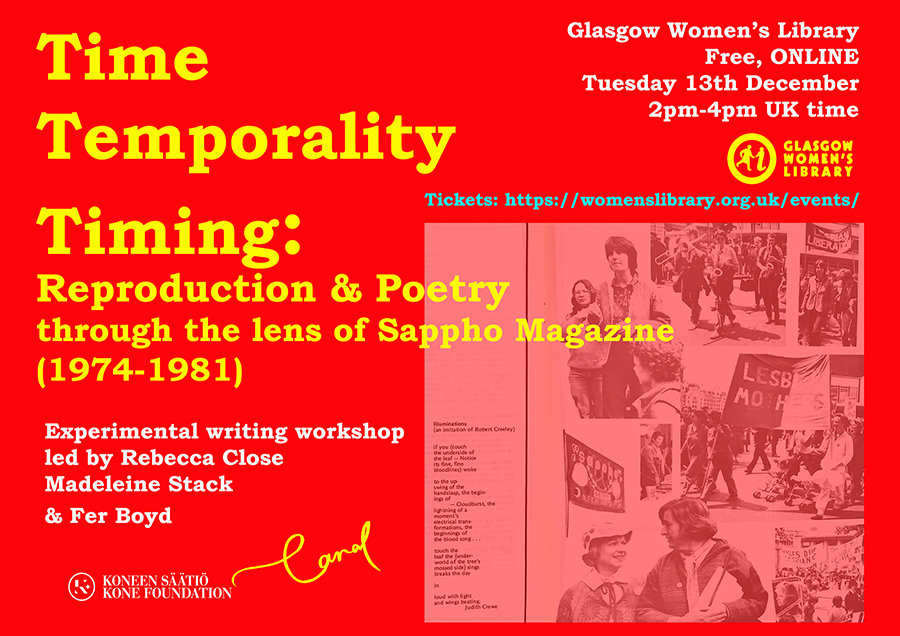 Time
Temporality
Timing:
Reproduction & Poetry
through the lens of Sappho Magazine
(1974-1981)
Experimental writing workshop
led by Rebecca Close
Madeleine Stack
& Fer Boyd
KONEEN SÄÄTIÖ
KONE FOUNDATION
Canal
Glasgow Women’s Library
Free, ONLINE
Tuesday 13th December
2pm-4pm UK time
GLASGOW
WOMEN'S
LIBRARY
Tickets: https://womenslibrary.org.uk/events/
Illuminations
(an imitation of Robert Creeley)
if you (touch
the underside of
the leaf — Notice
its fine, fine
bloodlines) woke
to the up-
swing of the
handclasp, the begin-
ings of
— Cloudburst, the
lightning of a
moment's
electrical trans-
formations, the
beginnings of
the blood song . . .
touch the
leaf the (under-
world of the tree's
mossed side) sings
breaks the day
in
loud with light
and wings beating,
Judith Crewe
LIBERATI
LESBIAN
MOTHERS
sappho